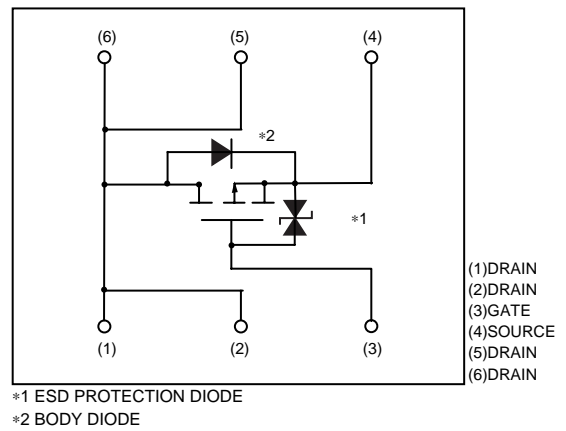 (6) (5) (4)
∗2
∗1
(1) (2) (3)
(1)DRAIN
(2)DRAIN
(3)GATE
(4)SOURCE
(5)DRAIN
(6)DRAIN
∗1 ESD PROTECTION DIODE
∗2 BODY DIODE